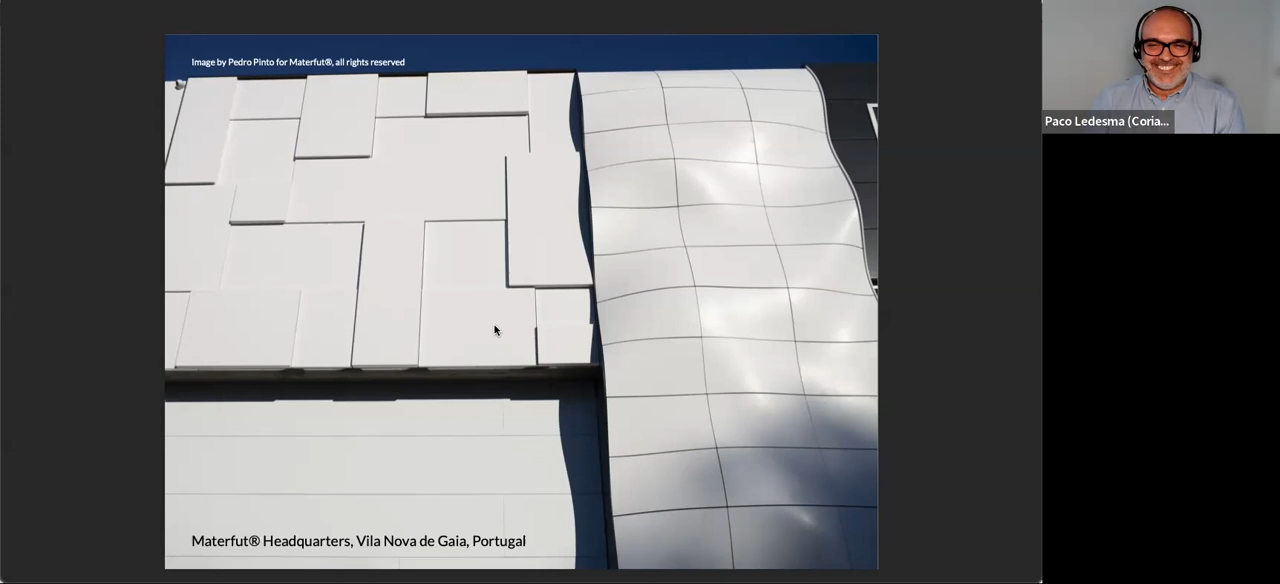 Image by Pedro Pinto for Materfut®, all rights reserved
Paco Ledesma (Coria...
Materfut® Headquarters, Vila Nova de Gaia, Portugal